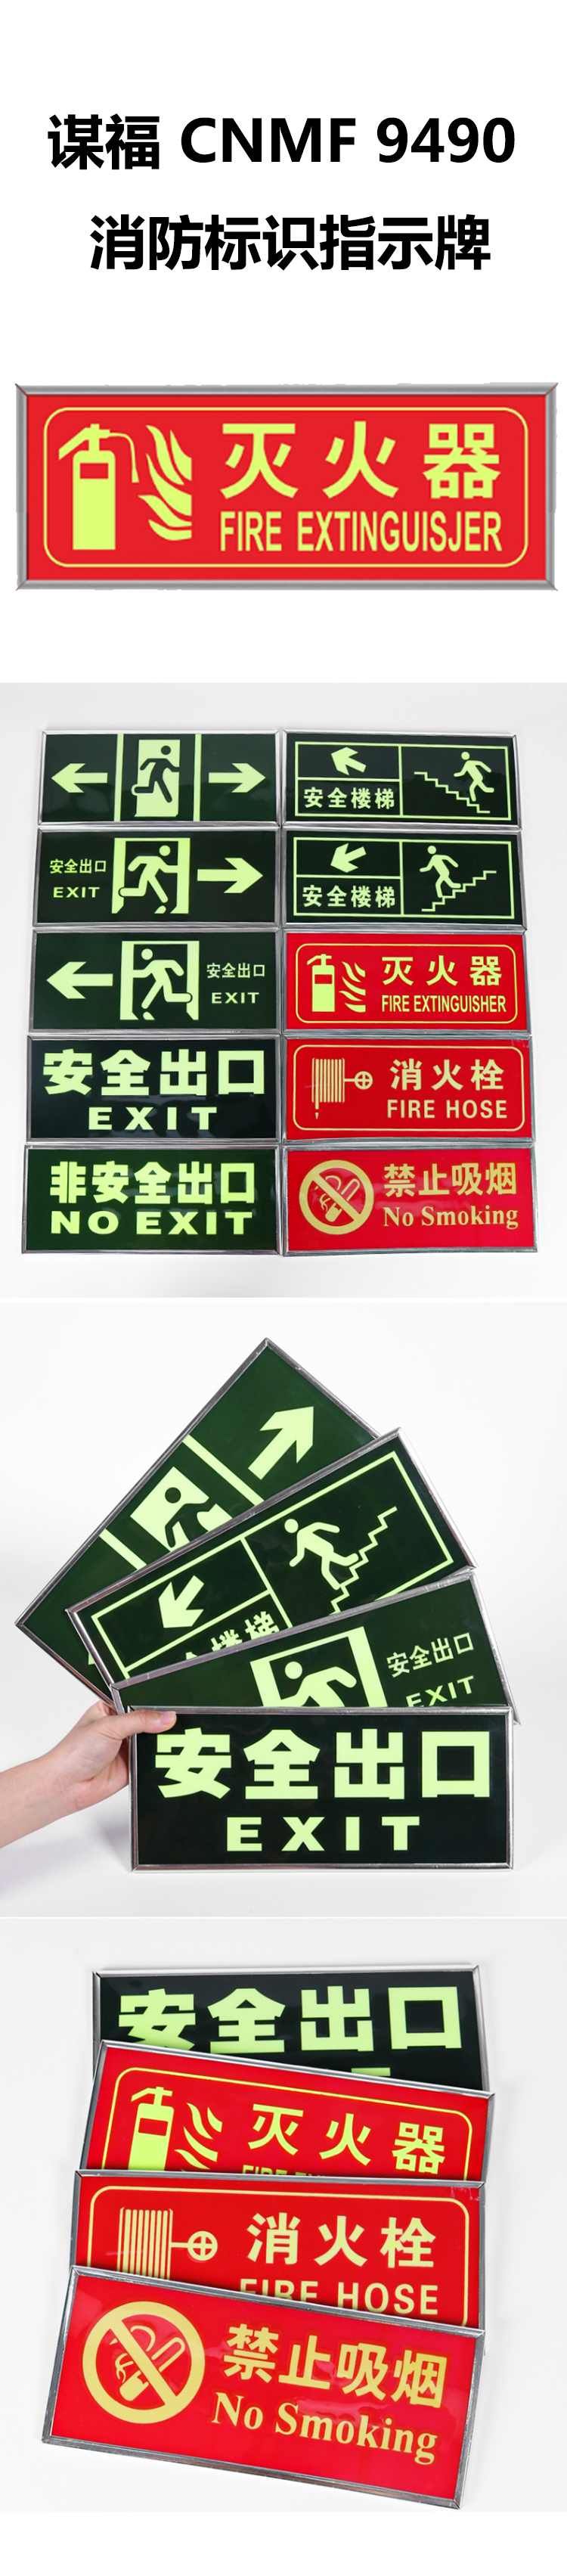 谋福 CNMF 9490
消防标识指示牌
灭火器
FIRE EXTINGUISJER
安全楼梯
安全出口
EXIT
安全楼梯
安全出口
EXIT
灭火器
FIRE EXTINGUISHER
安全出口
EXIT
消火栓
FIRE HOSE
非安全出口
NO EXIT
禁止吸烟
No Smoking
楼梯
安全出口
EXIT
安全出口
EXIT
安全出口
灭火器
消火栓
FIRE HOSE
禁止吸烟
No Smoking